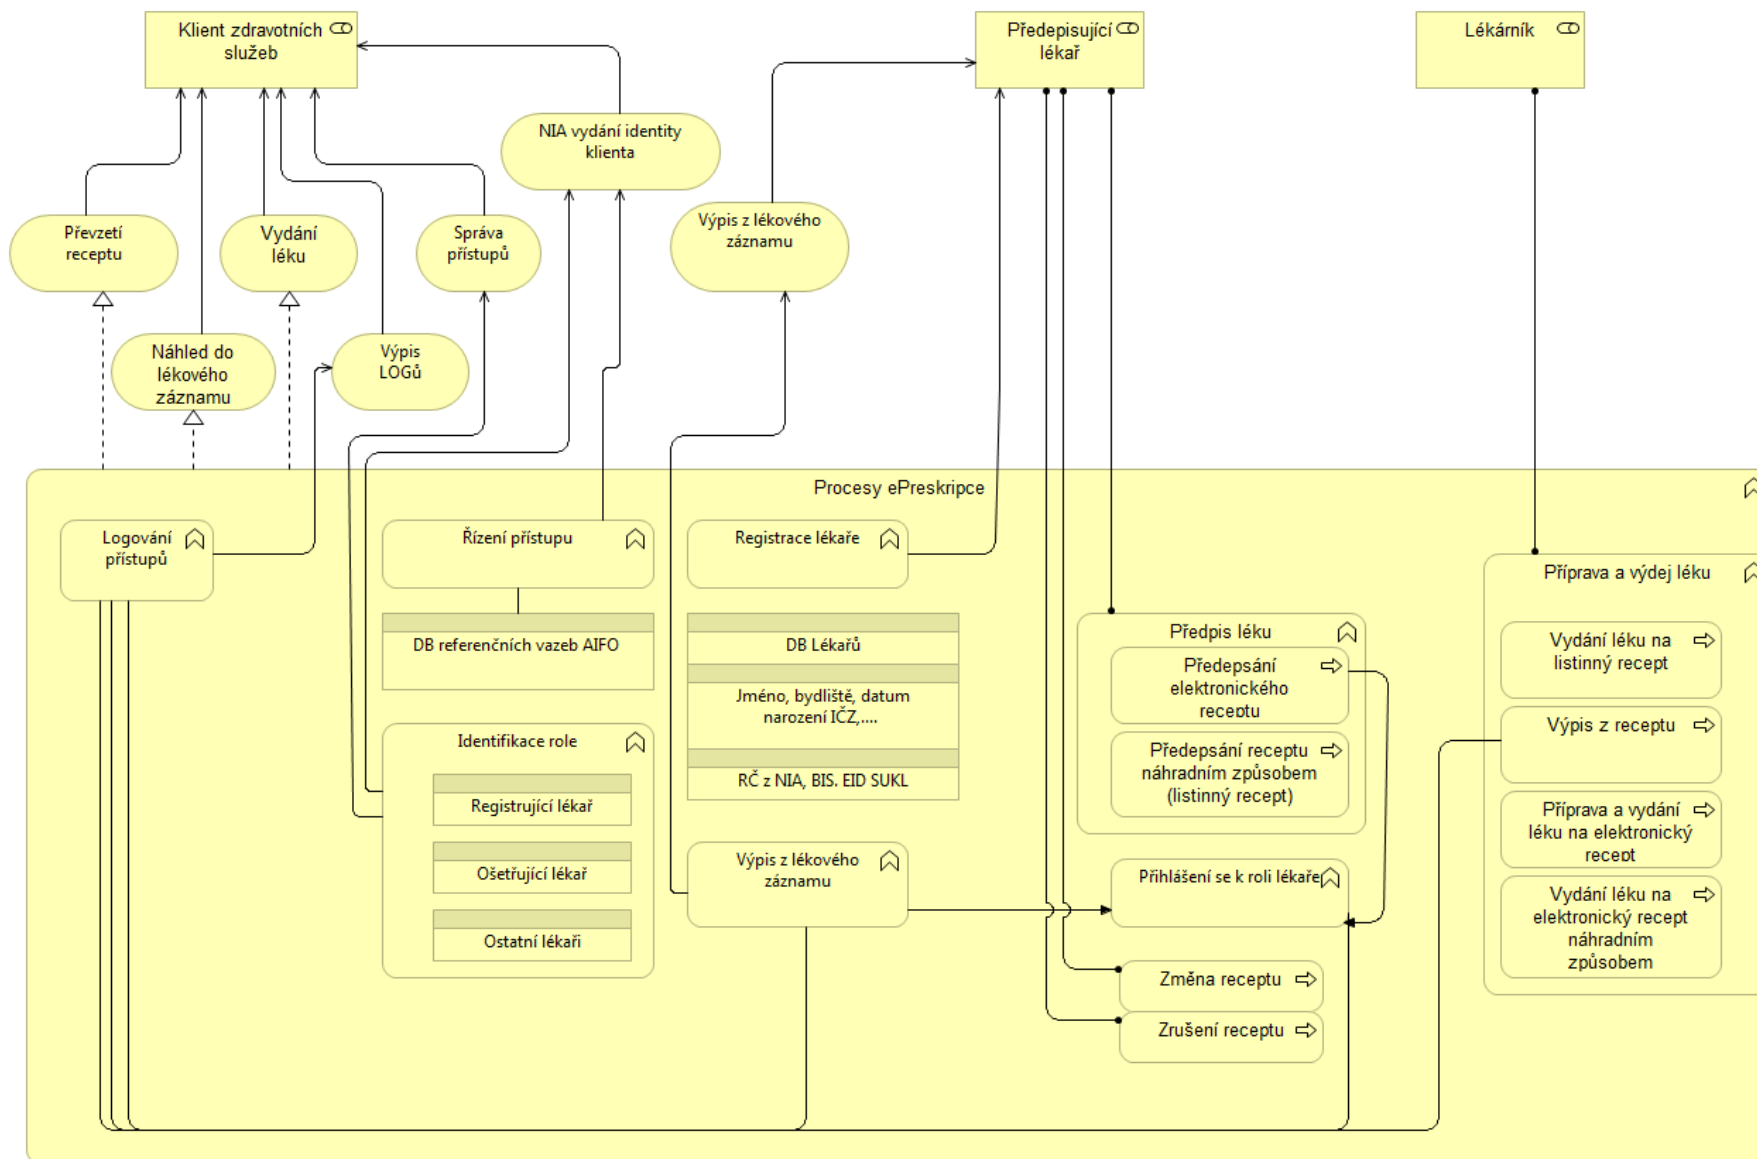 Klient zdravotních
služeb
Předepisující
lékař
Lékárník
NIA vydání identity
klienta
Převzetí
receptu
Vydání
léku
Správa
přístupů
Výpis z lékového
záznamu
Náhled do
lékového
záznamu
Výpis
LOGů
Procesy ePreskripce
Logování
přístupů
Řízení přístupu
Registrace lékaře
DB referenčních vazeb AIFO
DB Lékařů
Jméno, bydliště, datum
narození IČZ,....
RČ z NIA, BIS. EID SUKL
Identifikace role
Registrující lékař
Ošetřující lékař
Ostatní lékaři
Výpis z lékového
záznamu
Předpis léku
Předepsání
elektronického
receptu
Předepsání receptu
náhradním způsobem
(listinný recept)
Přihlášení se k roli lékaře
Změna receptu
Zrušení receptu
Příprava a výdej léku
Vydání léku na
listinný recept
Výpis z receptu
Příprava a vydání
léku na elektronický
recept
Vydání léku na
elektronický recept
náhradním
způsobem